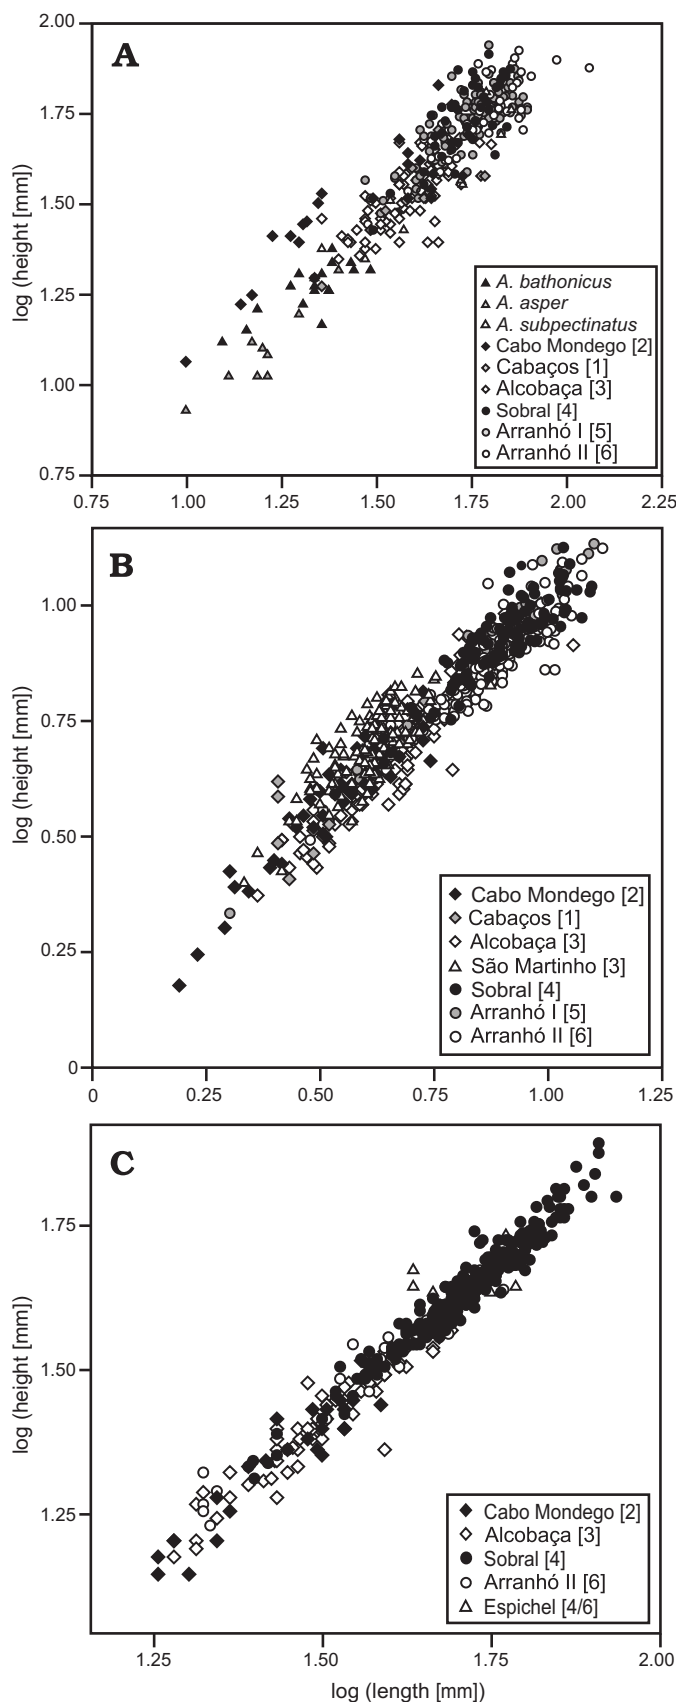 2.00
A
1.75
1.50
log (height [mm])
1.25
1.00
0.75
A. bathonicus
A. asper
A. subpectinatus
Cabo Mondego [2]
Cabaços [1]
Alcobaça [3]
Sobral [4]
Arranhó I [5]
Arranhó II [6]
0.75 1.00 1.25 1.50 1.75 2.00 2.25
B
1.00
0.75
log (height [mm])
0.50
0.25
0
Cabo Mondego [2]
Cabaços [1]
Alcobaça [3]
São Martinho [3]
Sobral [4]
Arranhó I [5]
Arranhó II [6]
0 0.25 0.50 0.75 1.00 1.25
C
1.75
1.50
log (height [mm])
1.25
Cabo Mondego [2]
Alcobaça [3]
Sobral [4]
Arranhó II [6]
Espichel [4/6]
1.25 1.50 1.75 2.00
log (length [mm])